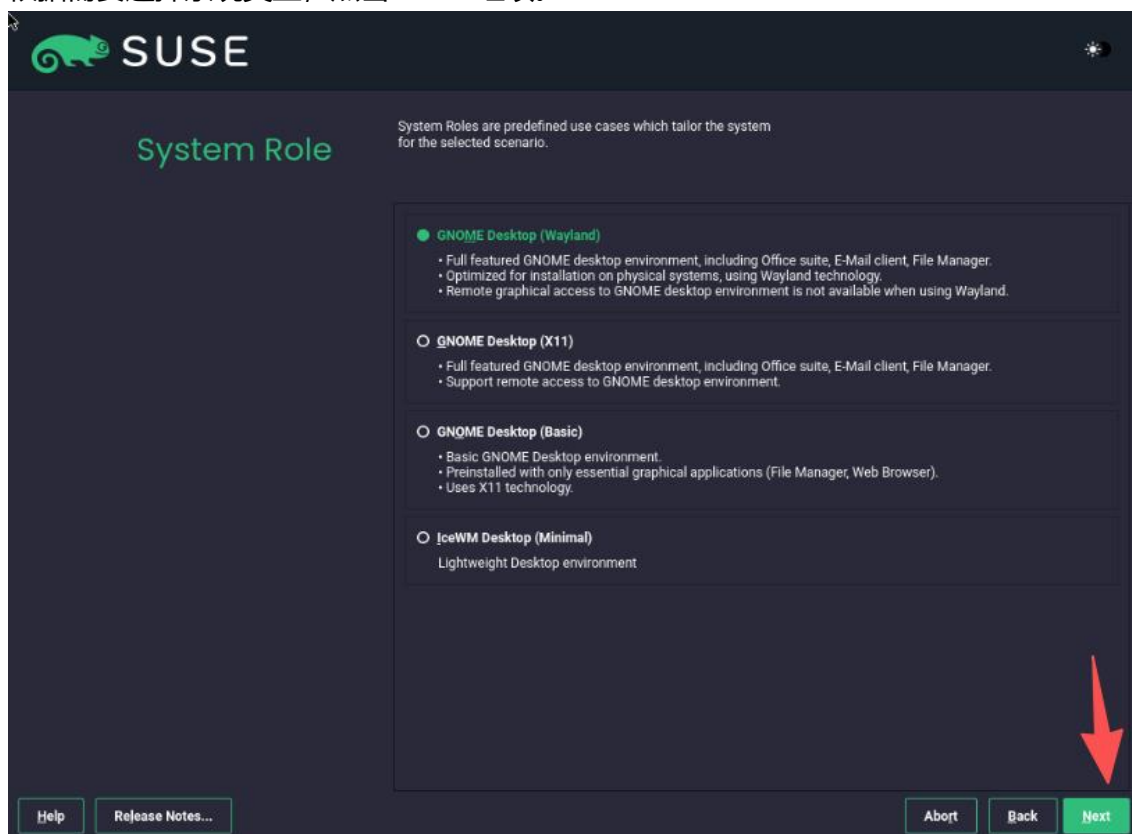 SUSE
System Role
System Roles are predefined use cases which tailor the system
for the selected scenario.
GNOME Desktop (Wayland)
• Full featured GNOME desktop environment, including Office suite, E-Mail client, File Manager.
• Optimized for installation on physical systems, using Wayland technology.
• Remote graphical access to GNOME desktop environment is not available when using Wayland.
GNOME Desktop (X11)
• Full featured GNOME desktop environment, including Office suite, E-Mail client, File Manager.
• Support remote access to GNOME desktop environment.
GNOME Desktop (Basic)
• Basic GNOME Desktop environment.
• Preinstalled with only essential graphical applications (File Manager, Web Browser).
• Uses X11 technology.
IceWM Desktop (Minimal)
Lightweight Desktop environment
Help Release Notes... Abort Back Next